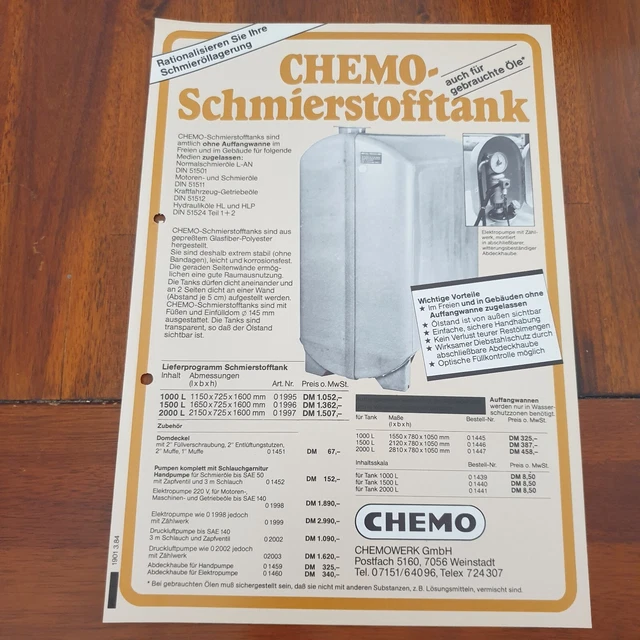 Rationalisieren Sie Ihre
Schmieröllagerung
CHEMO-
Schmierstofftank
auch für
gebrauchte Öle*
CHEMO-Schmierstofftanks sind
amtlich ohne Auffangwanne im
Freien und im Gebäude für folgende
Medien zugelassen:
Normalschmieröle L-AN
DIN 51501
Motoren- und Schmieröle
DIN 51511
Kraftfahrzeug-Getriebeöle
DIN 51512
Hydrauliköle HL und HLP
DIN 51524 Teil 1+2
CHEMO-Schmierstofftanks sind aus
gepreßtem Glasfiber-Polyester
hergestellt.
Sie sind deshalb extrem stabil (ohne
Bandagen), leicht und korrosionsfest.
Die geraden Seitenwände ermög-
lichen eine gute Raumausnutzung.
Die Tanks dürfen dicht aneinander und
an 2 Seiten dicht an einer Wand
(Abstand je 5 cm) aufgestellt werden.
CHEMO-Schmierstofftanks sind mit
Füßen und Einfülldom ∅ 145 mm
ausgestattet. Die Tanks sind
transparent, so daß der Ölstand
sichtbar ist.
Elektropumpe mit Zähl-
werk, montiert
in abschließbarer,
witterungsbeständiger
Abdeckhaube
Wichtige Vorteile
★ Im Freien und in Gebäuden ohne
Auffangwanne zugelassen
★ Ölstand ist von außen sichtbar
★ Einfache, sichere Handhabung
★ Kein Verlust teurer Restölmengen
★ Wirksamer Diebstahlschutz durch
abschließbare Abdeckhaube
★ Optische Füllkontrolle möglich
Lieferprogramm Schmierstofftank
Inhalt Abmessungen (l x b x h) Art. Nr. Preis o. MwSt.
1000 L 1150 x 725 x 1600 mm 01995 DM 1.052,-
1500 L 1650 x 725 x 1600 mm 01996 DM 1.362,-
2000 L 2150 x 725 x 1600 mm 01997 DM 1.507,-
Zubehör
Domdeckel
mit 2" Füllverschraubung, 2" Entlüftungstutzen,
2" Muffe, 1" Muffe 01451 DM 67,-
Pumpen komplett mit Schlauchgarnitur
Handpumpe für Schmieröle bis SAE 50
mit Zapfventil und 3 m Schlauch 01452 DM 152,-
Elektropumpe 220 V, für Motoren-,
Maschinen- und Getriebeöle bis SAE 140
01998 DM 1.890,-
Elektropumpe wie 01998 jedoch
mit Zählwerk 01999 DM 2.990,-
Druckluftpumpe bis SAE 140
3 m Schlauch und Zapfventil 02002 DM 1.090,-
Druckluftpumpe wie 02002 jedoch
mit Zählwerk 02003 DM 1.620,-
Abdeckhaube für Handpumpe 01459 DM 325,-
Abdeckhaube für Elektropumpe 01460 DM 340,-
Auffangwannen
werden nur in Wasser-
schutzzonen benötigt.
für Tank Maße (l x b x h) Bestell-Nr. Preis o. MwSt.
1000 L 1550 x 780 x 1050 mm 01445 DM 325,-
1500 L 2120 x 780 x 1050 mm 01446 DM 387,-
2000 L 2810 x 780 x 1050 mm 01447 DM 458,-
Inhaltsskala Bestell-Nr. Preis o. MwSt.
für Tank 1000 L 01439 DM 8,50
für Tank 1500 L 01440 DM 8,50
für Tank 2000 L 01441 DM 8,50
CHEMO
CHEMOWERK GmbH
Postfach 5160, 7056 Weinstadt
Tel. 07151/64096, Telex 724307
* Bei gebrauchten Ölen muß sichergestellt sein, daß sie nicht mit anderen Substanzen, z. B. Lösungsmitteln, vermischt sind.
1901 3.84